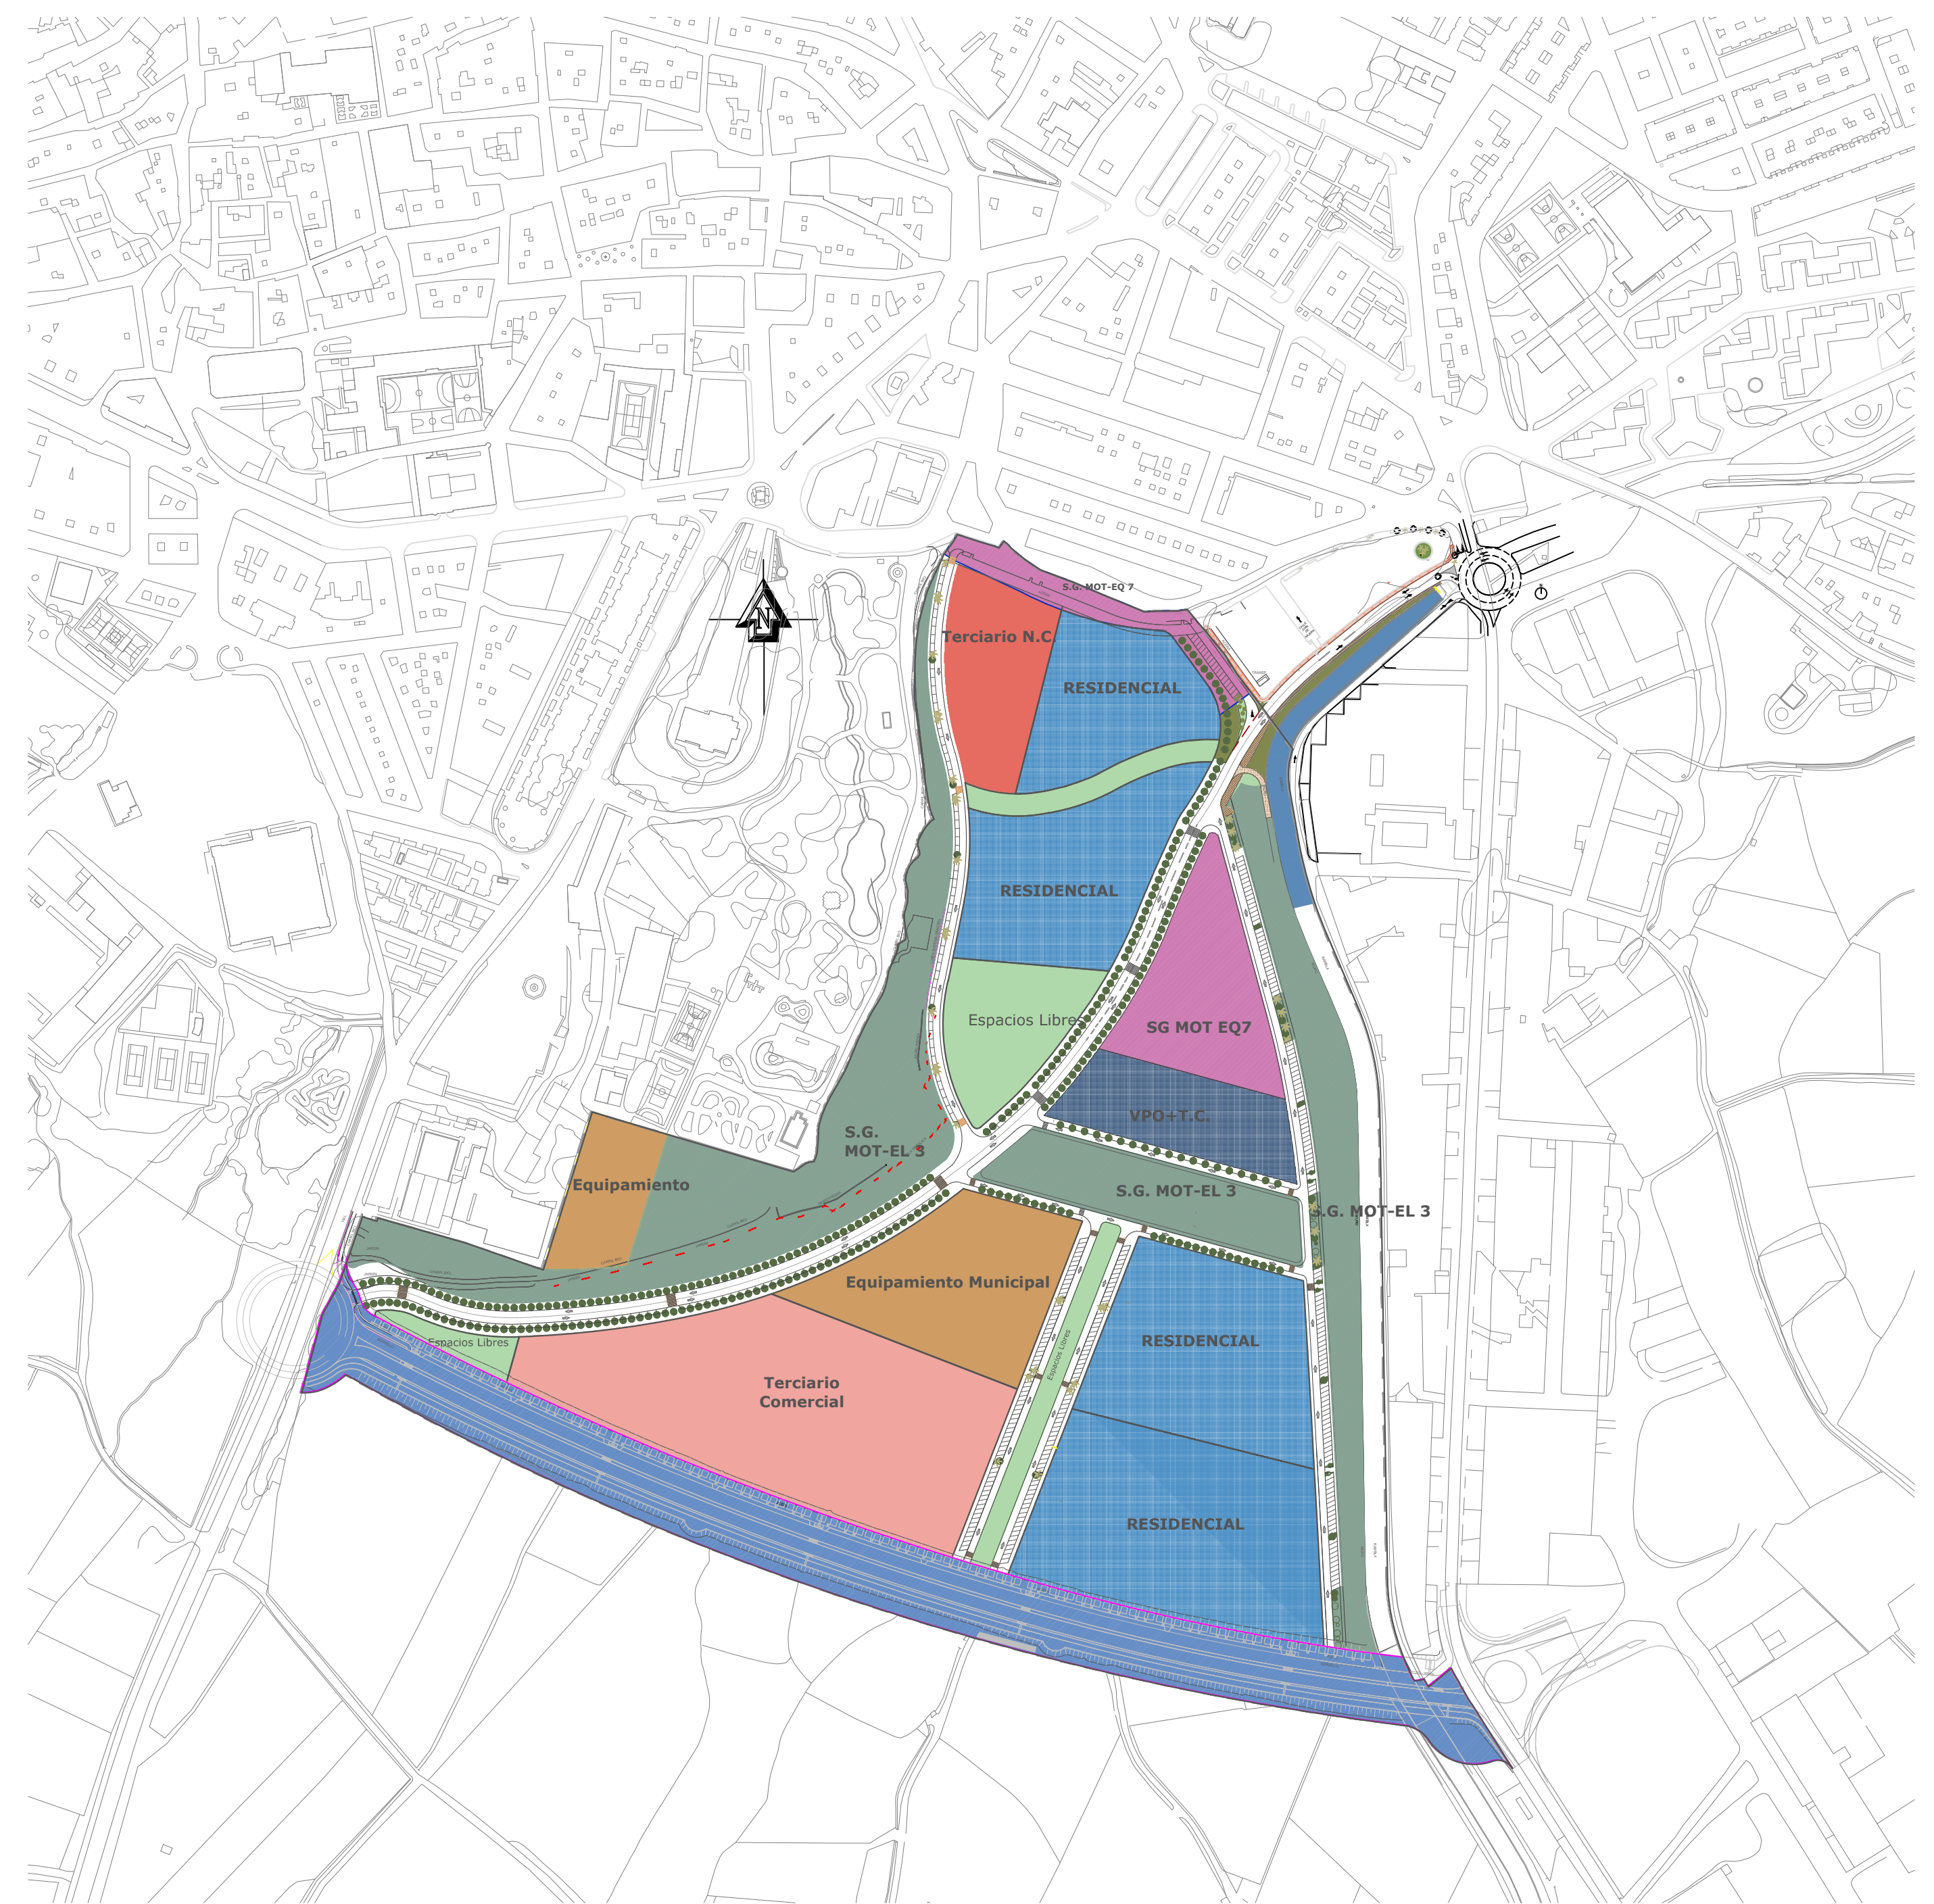 S.G. MOT-EQ 7
N
Terciario N.C.
RESIDENCIAL
RESIDENCIAL
Espacios Libres
SG MOT EQ7
VPO+T.C.
S.G.
MOT-EL 3
Equipamiento
S.G. MOT-EL 3
S.G. MOT-EL 3
Equipamiento Municipal
Espacios Libres
RESIDENCIAL
Espacios Libres
Terciario
Comercial
RESIDENCIAL